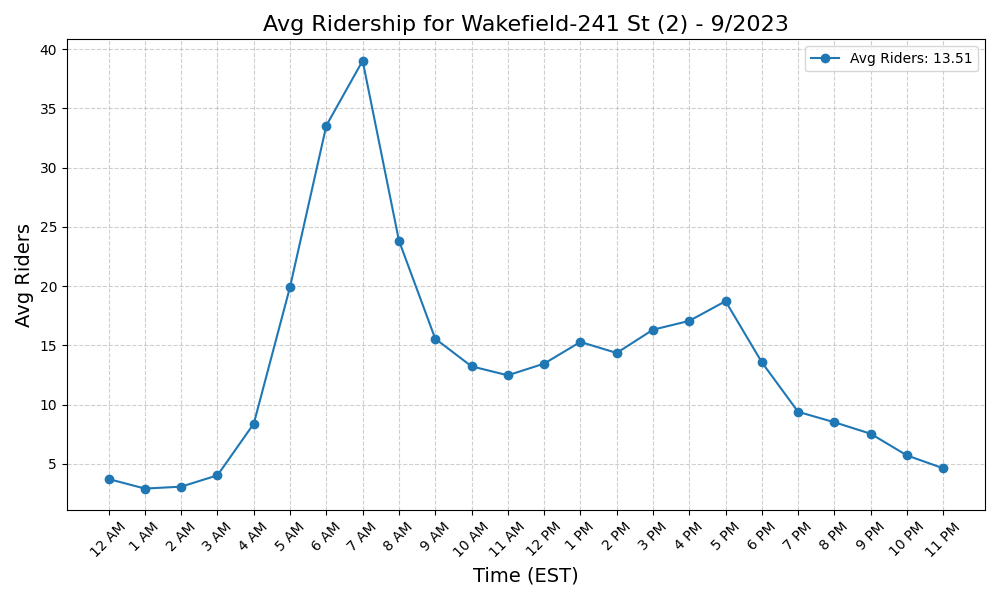 Avg Ridership for Wakefield-241 St (2) - 9/2023
Avg Riders: 13.51
Avg Riders
40
35
30
25
20
15
10
5
12 AM
1 AM
2 AM
3 AM
4 AM
5 AM
6 AM
7 AM
8 AM
9 AM
10 AM
11 AM
12 PM
1 PM
2 PM
3 PM
4 PM
5 PM
6 PM
7 PM
8 PM
9 PM
10 PM
11 PM
Time (EST)